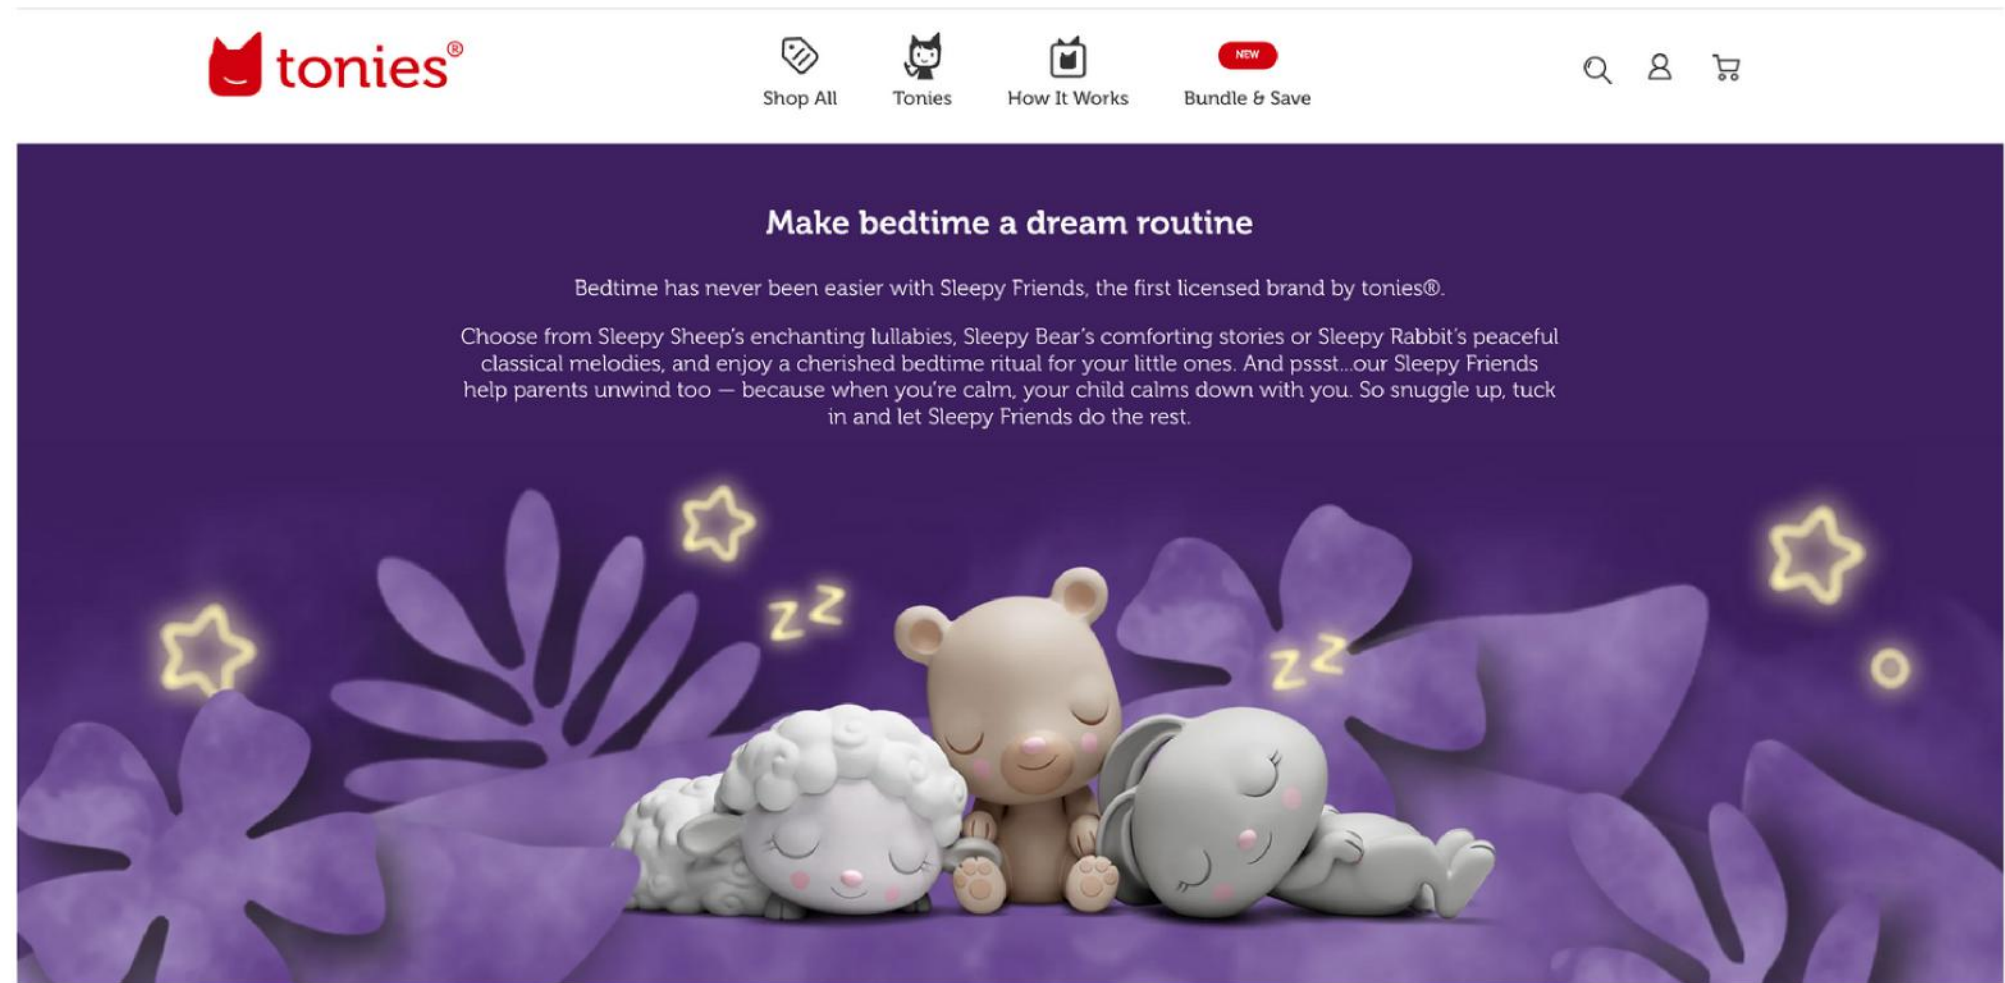 tonies®
Shop All
Tonies
How It Works
NEW
Bundle & Save
Make bedtime a dream routine
Bedtime has never been easier with Sleepy Friends, the first licensed brand by tonies®.
Choose from Sleepy Sheep's enchanting lullabies, Sleepy Bear's comforting stories or Sleepy Rabbit's peaceful
classical melodies, and enjoy a cherished bedtime ritual for your little ones. And pssst...our Sleepy Friends
help parents unwind too — because when you're calm, your child calms down with you. So snuggle up, tuck
in and let Sleepy Friends do the rest.
z z
z z